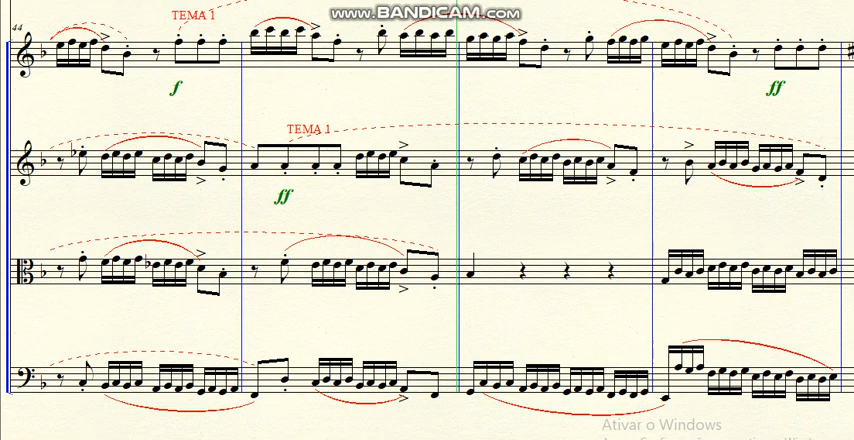 www.BANDICAM.com
44
TEMA 1
f
ff
TEMA 1
ff
Ativar o Windows